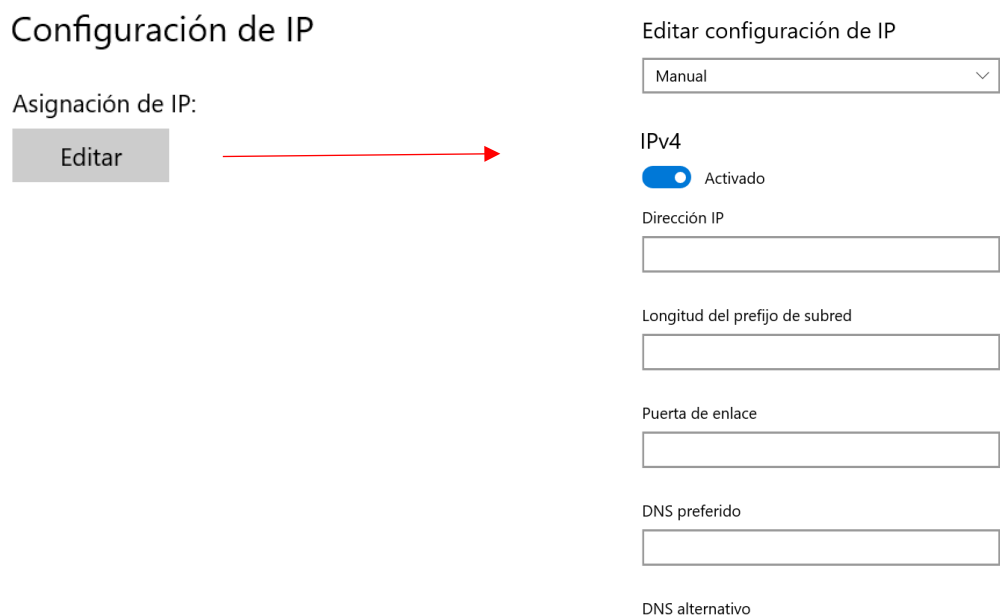 Configuración de IP
Asignación de IP:
Editar
Editar configuración de IP
Manual
IPv4
Activado
Dirección IP
Longitud del prefijo de subred
Puerta de enlace
DNS preferido
DNS alternativo